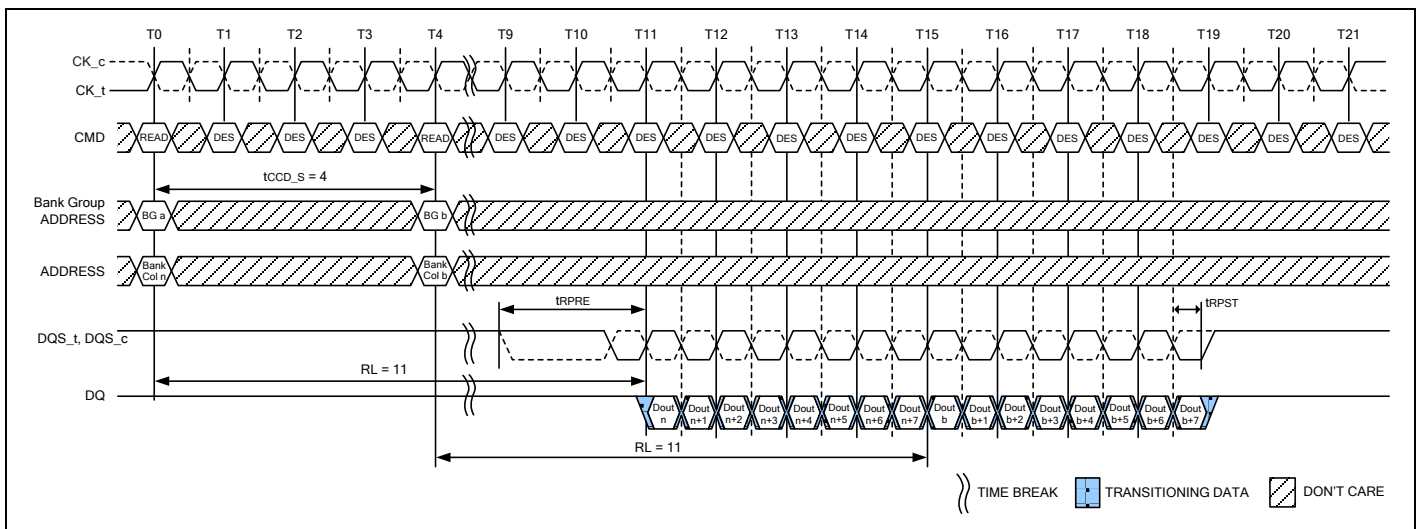 T0 T1 T2 T3 T4 T9 T10 T11 T12 T13 T14 T15 T16 T17 T18 T19 T20 T21
CK_c
CK_t
CMD READ DES DES DES READ DES DES DES DES DES DES DES DES DES DES DES DES DES
tCCD_S = 4
Bank Group
ADDRESS BG a BG b
ADDRESS Bank Col n Bank Col b
tRPRE tRPST
DQS_t, DQS_c
RL = 11
DQ Dout n Dout n+1 Dout n+2 Dout n+3 Dout n+4 Dout n+5 Dout n+6 Dout n+7 Dout b Dout b+1 Dout b+2 Dout b+3 Dout b+4 Dout b+5 Dout b+6 Dout b+7
RL = 11
TIME BREAK TRANSITIONING DATA DON'T CARE